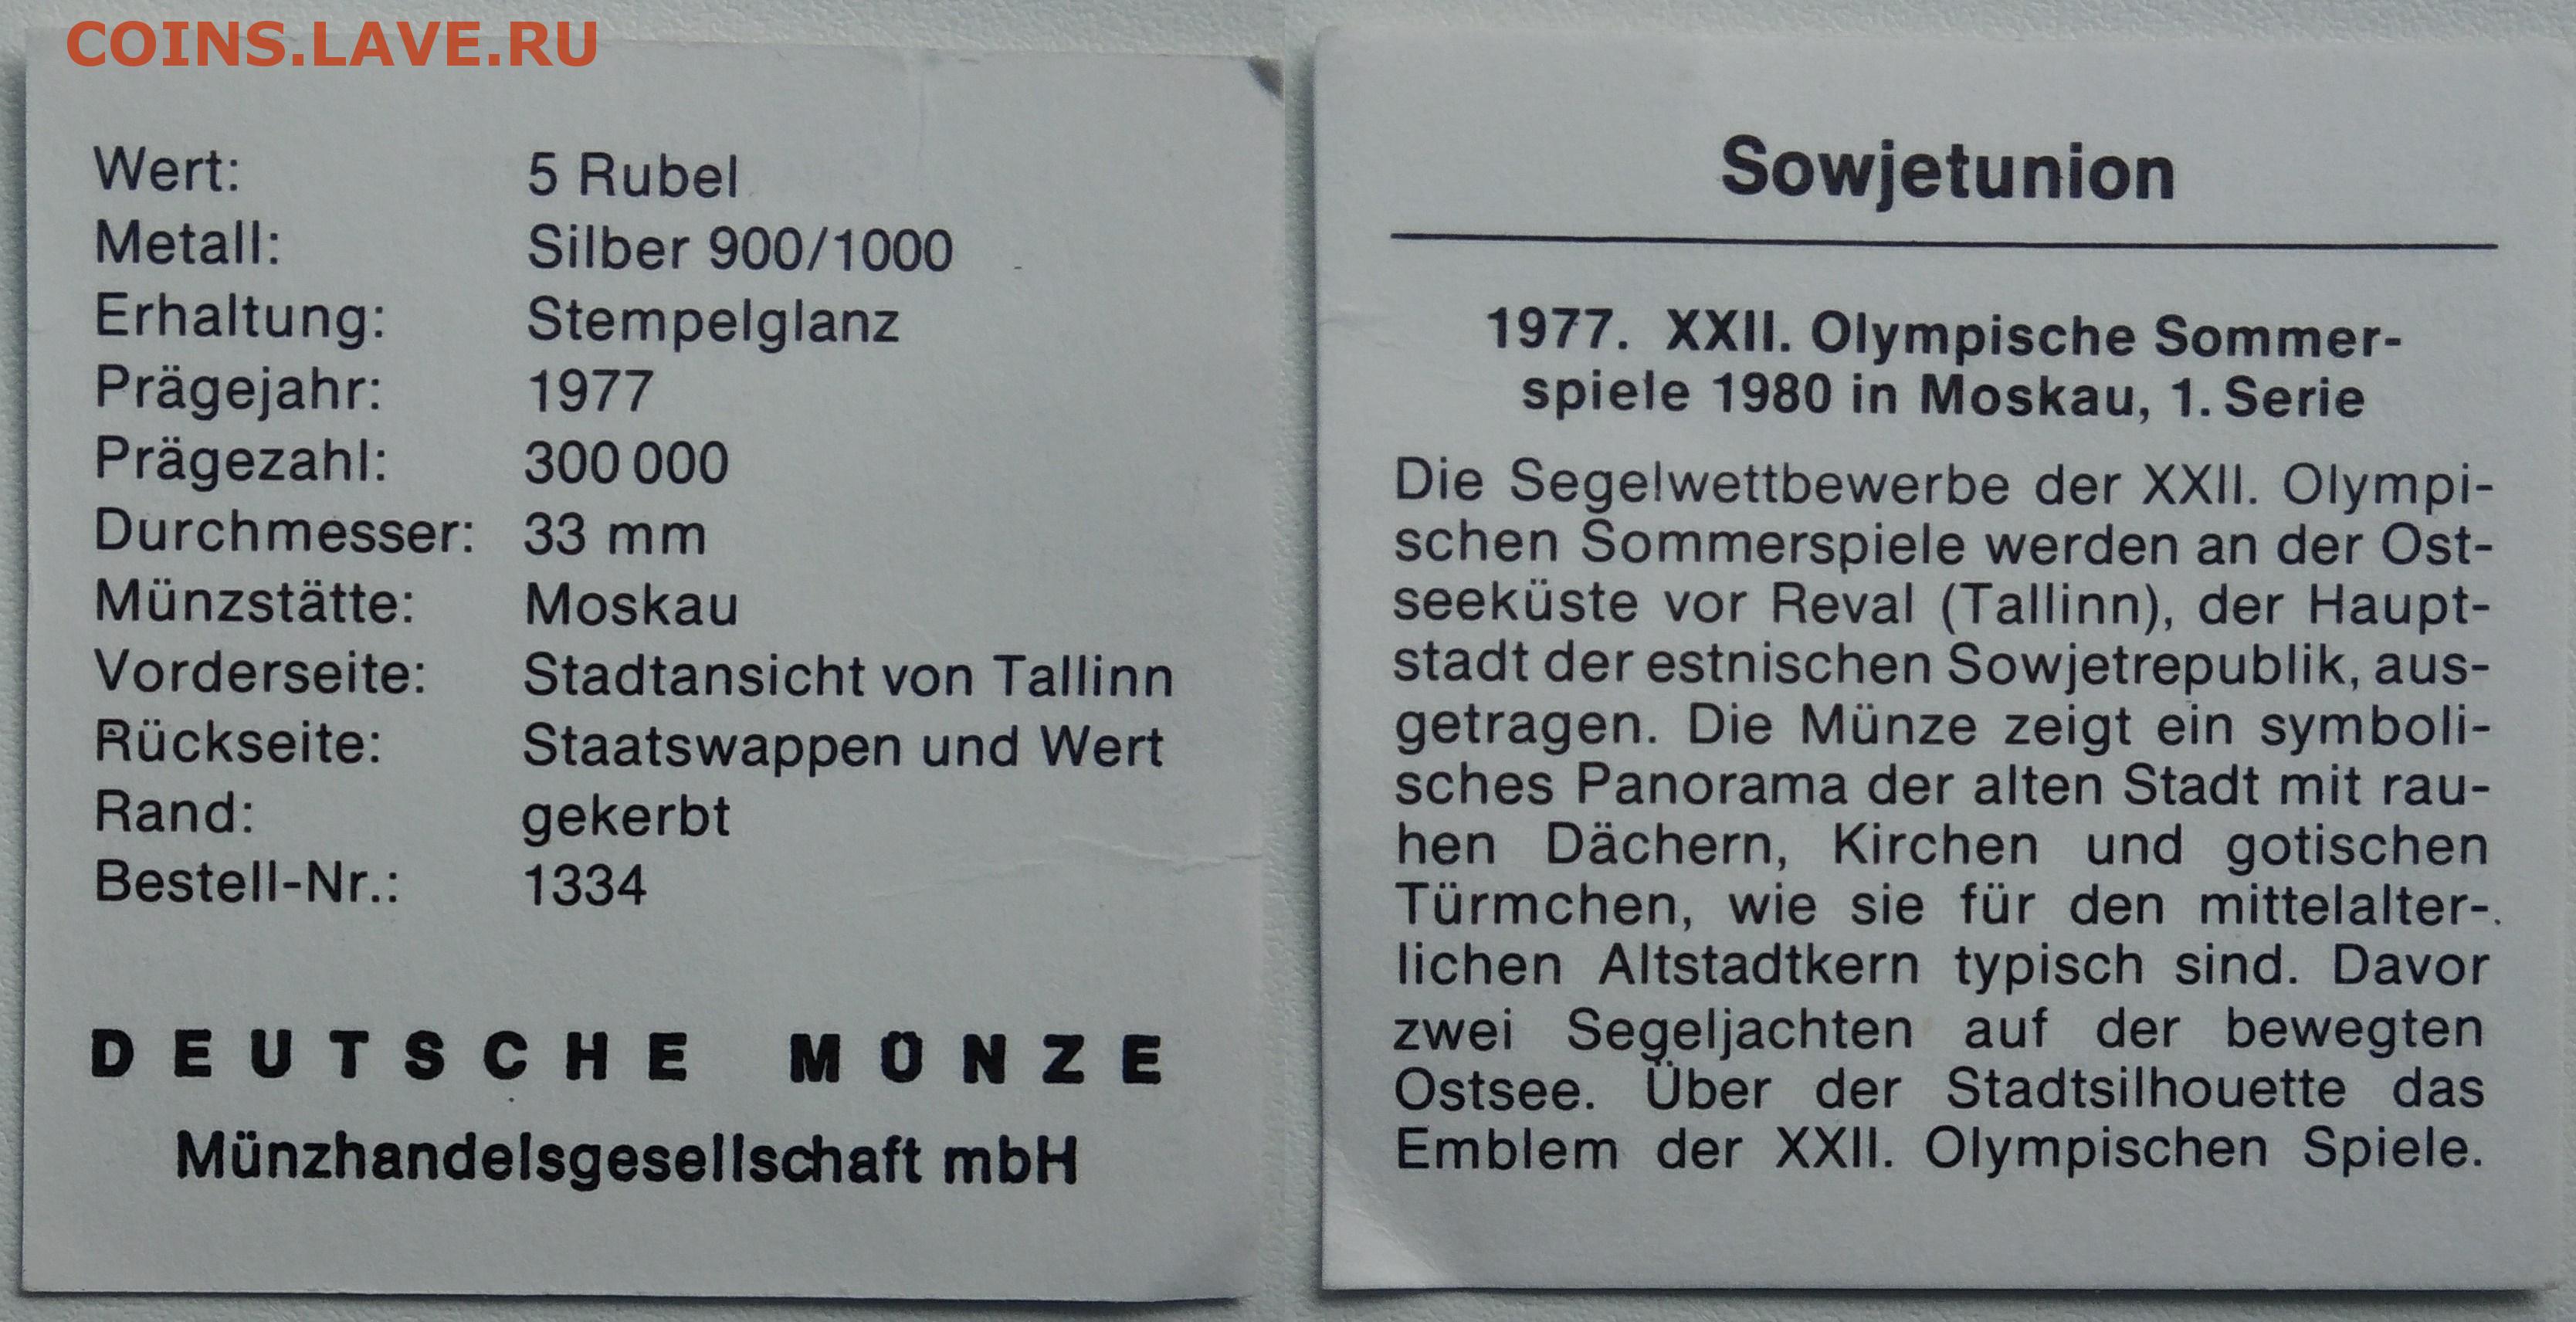 COINS.LAVE.RU
Wert: 5 Rubel
Metall: Silber 900/1000
Erhaltung: Stempelglanz
Prägejahr: 1977
Prägezahl: 300 000
Durchmesser: 33 mm
Münzstätte: Moskau
Vorderseite: Stadtansicht von Tallinn
Rückseite: Staatswappen und Wert
Rand: gekerbt
Bestell-Nr.: 1334
DEUTSCHE MÜNZE
Münzhandelsgesellschaft mbH
Sowjetunion
1977. XXII. Olympische Sommer-
spiele 1980 in Moskau, 1. Serie
Die Segelwettbewerbe der XXII. Olympi-
schen Sommerspiele werden an der Ost-
seeküste vor Reval (Tallinn), der Haupt-
stadt der estnischen Sowjetrepublik, aus-
getragen. Die Münze zeigt ein symboli-
sches Panorama der alten Stadt mit rau-
hen Dächern, Kirchen und gotischen
Türmchen, wie sie für den mittelalter-
lichen Altstadtkern typisch sind. Davor
zwei Segeljachten auf der bewegten
Ostsee. Über der Stadtsilhouette das
Emblem der XXII. Olympischen Spiele.